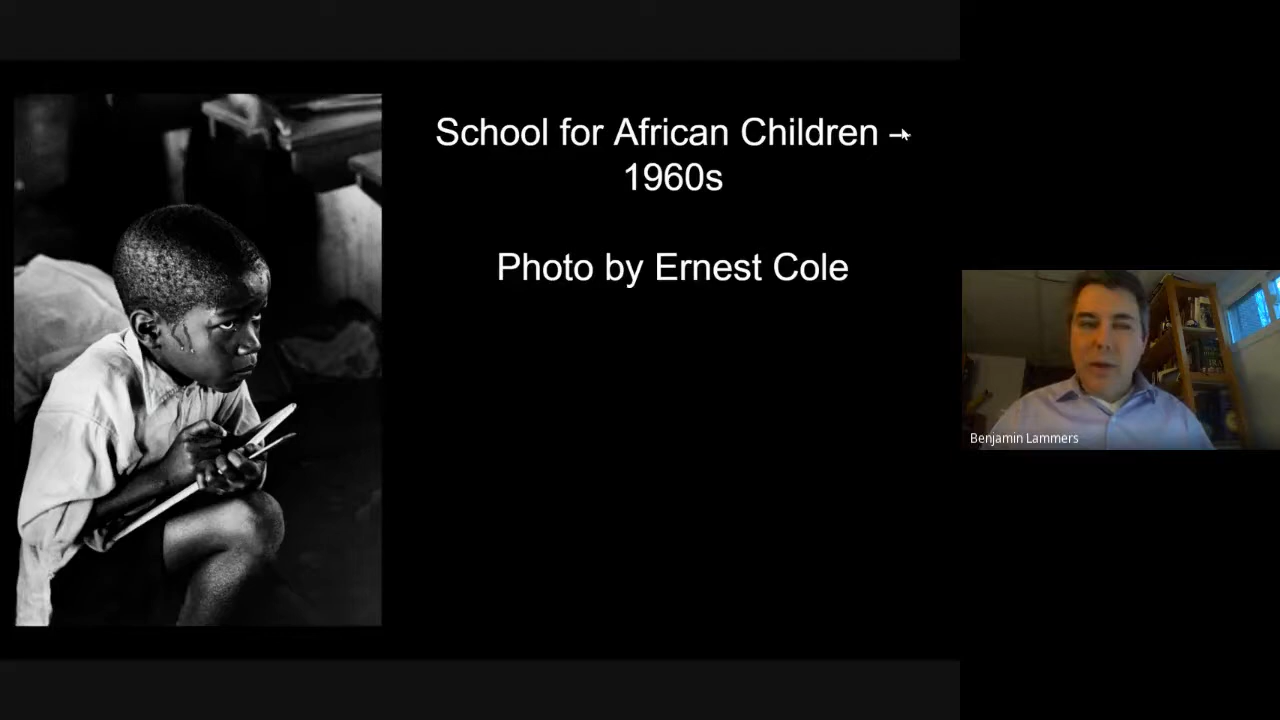 School for African Children -
1960s
Photo by Ernest Cole
Benjamin Lammers